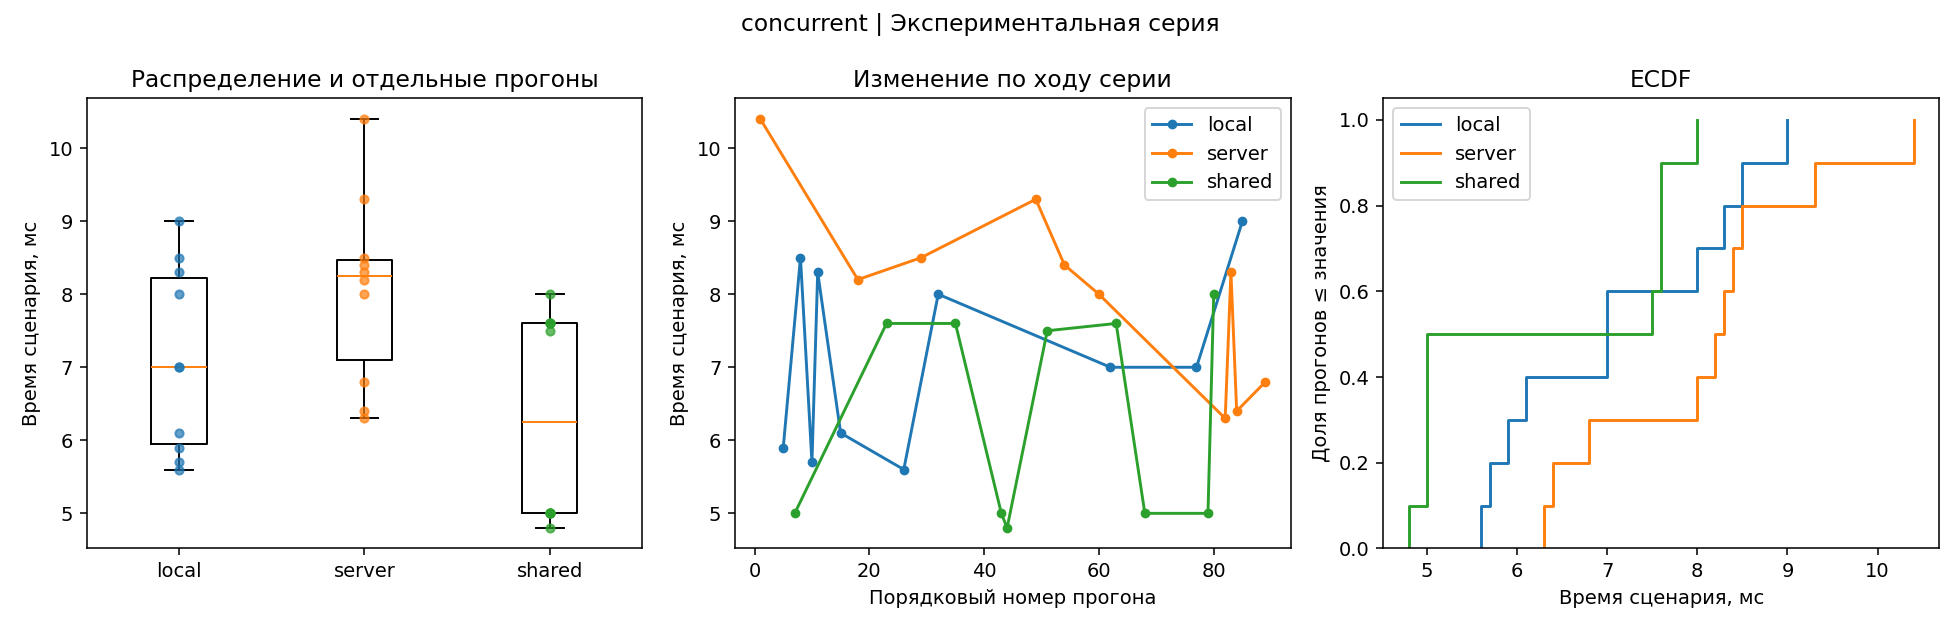 concurrent | Экспериментальная серия
Распределение и отдельные прогоны
Время сценария, мс
10
9
8
7
6
5
local
server
shared
Изменение по ходу серии
Время сценария, мс
10
9
8
7
6
5
local
server
shared
0
20
40
60
80
Порядковый номер прогона
ECDF
Доля прогонов ≤ значения
1.0
0.8
0.6
0.4
0.2
0.0
local
server
shared
5
6
7
8
9
10
Время сценария, мс